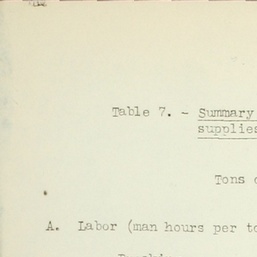 Table 7. - Summary
supplies
Tons
A. Labor (man hours per to